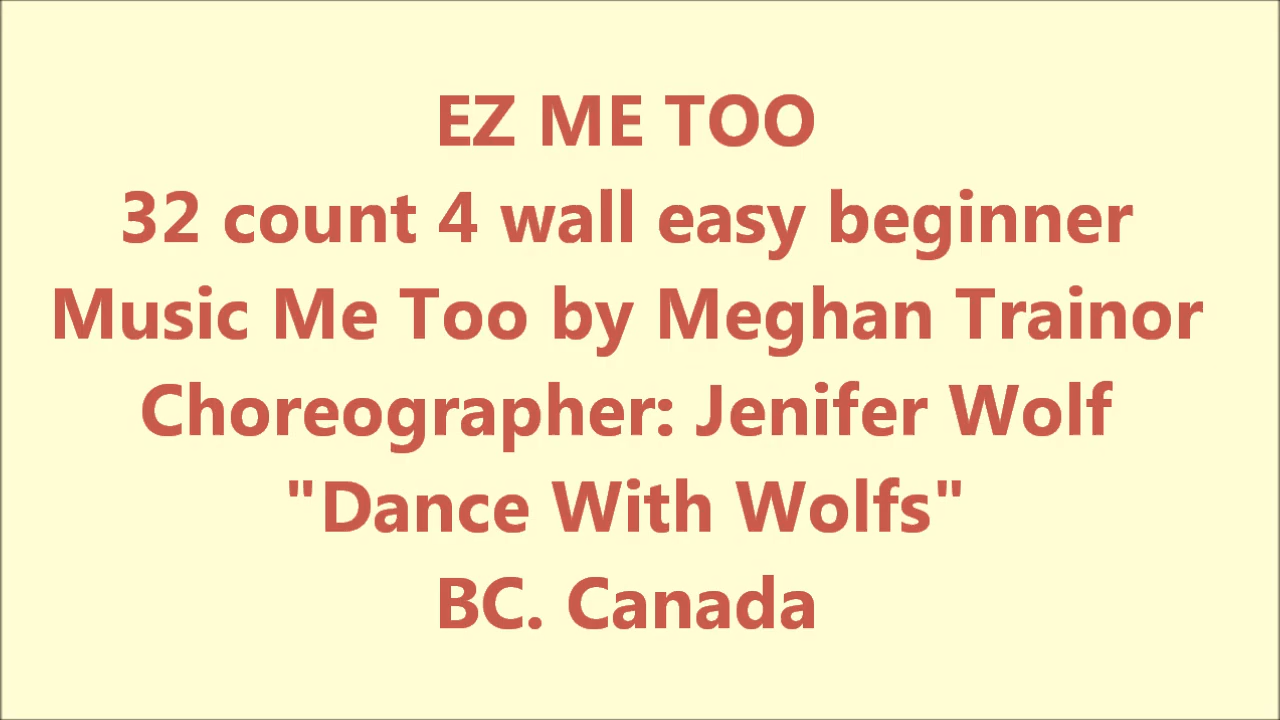 EZ ME TOO
32 count 4 wall easy beginner
Music Me Too by Meghan Trainor
Choreographer: Jenifer Wolf
"Dance With Wolfs"
BC. Canada